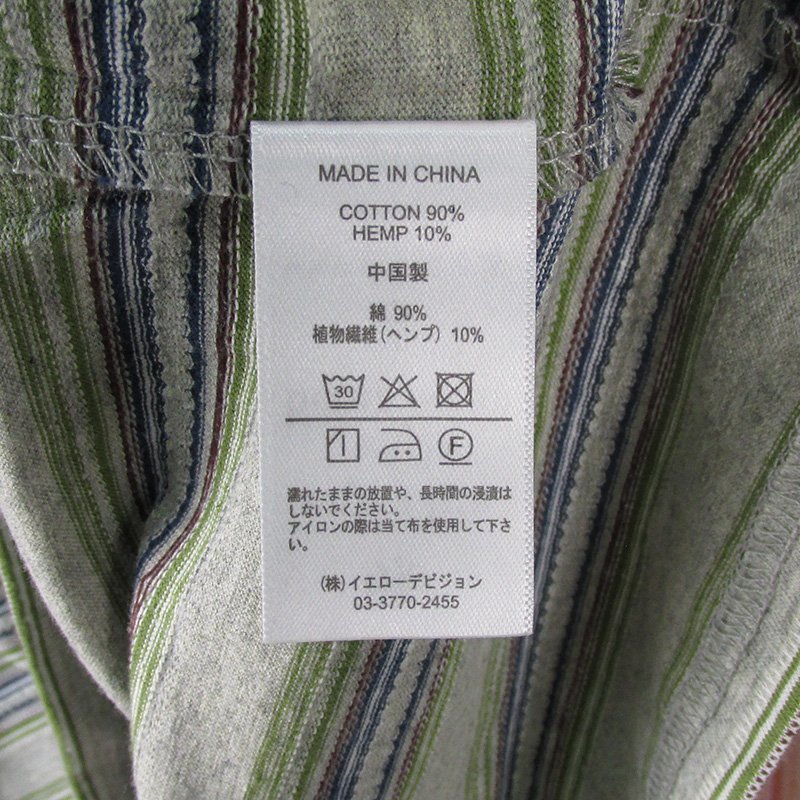 MADE IN CHINA
COTTON 90%
HEMP 10%
中国製
綿 90%
植物繊維(ヘンプ) 10%
30
F
濡れたままの放置や、長時間の浸漬は
しないでください。
アイロンの際は当て布を使用して下さ
い。
(株)イエローデビジョン
03-3770-2455